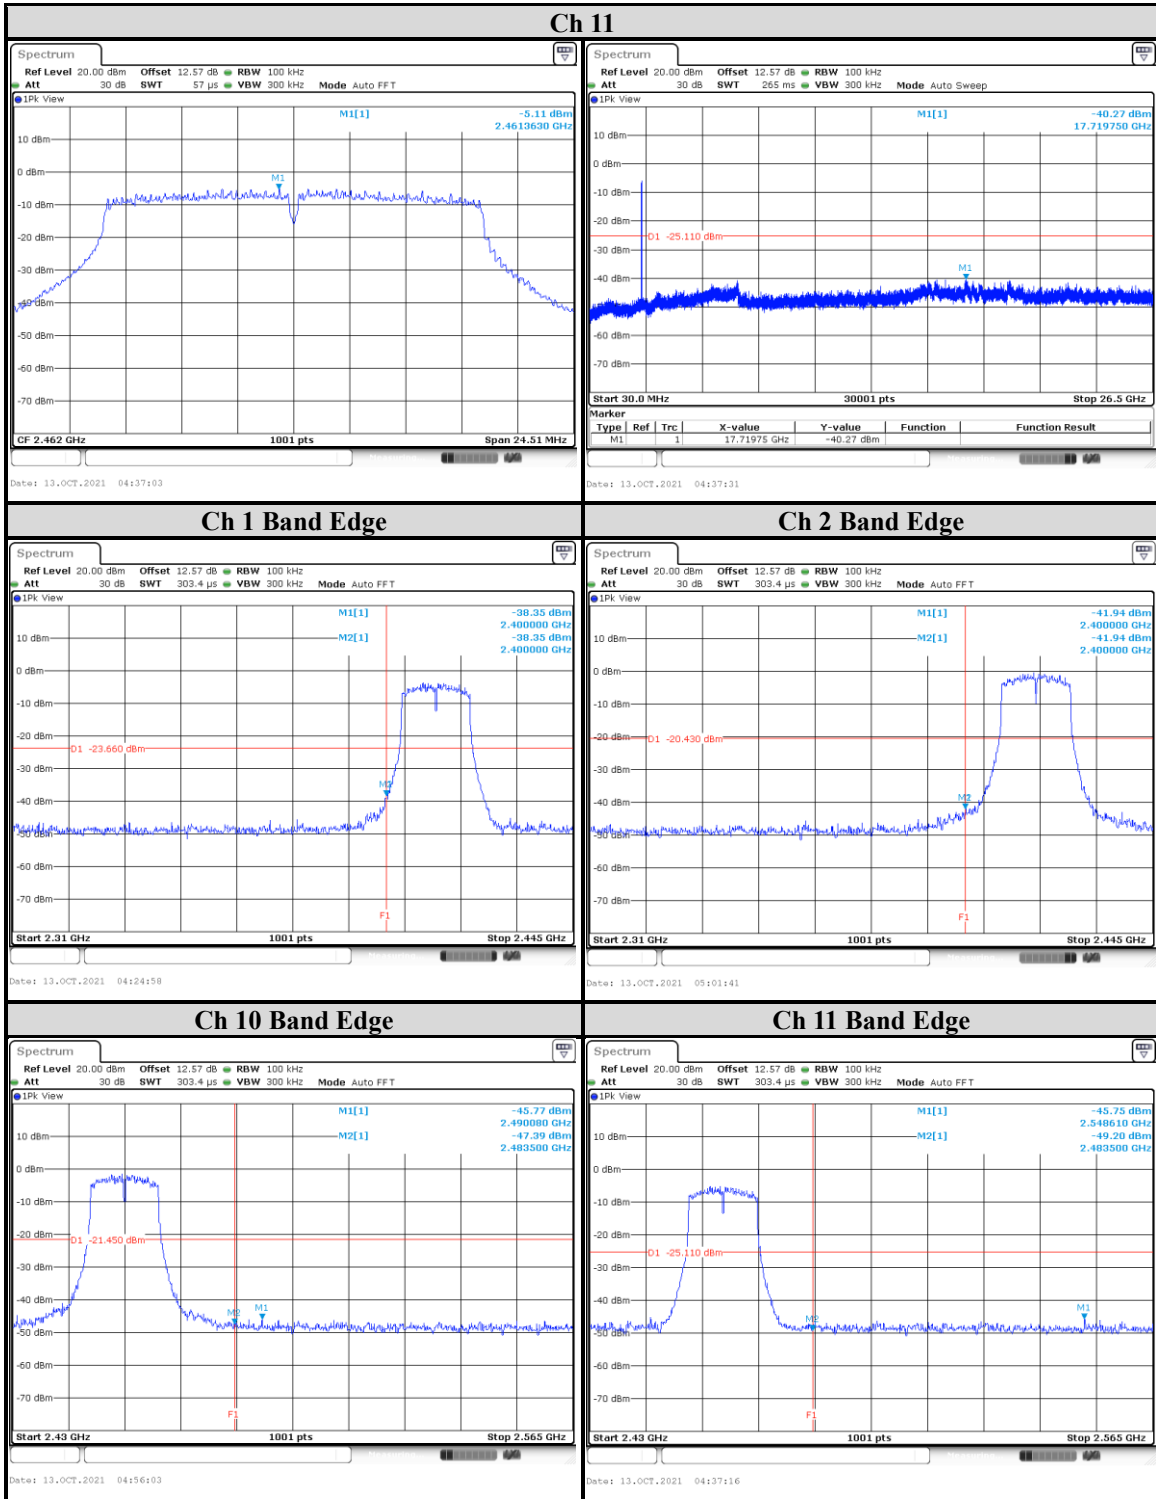 Ch 11
Spectrum
Ref Level 20.00 dBm Offset 12.57 dB RBW 100 kHz
Att 30 dB SWT 57 µs VBW 300 kHz Mode Auto FFT
1Pk View
M1[1] -5.11 dBm
2.4613630 GHz
10 dBm
0 dBm
M1
-10 dBm
-20 dBm
-30 dBm
-40 dBm
-50 dBm
-60 dBm
-70 dBm
CF 2.462 GHz 1001 pts Span 24.51 MHz
Date: 13.OCT.2021 04:37:03
Spectrum
Ref Level 20.00 dBm Offset 12.57 dB RBW 100 kHz
Att 30 dB SWT 265 ms VBW 300 kHz Mode Auto Sweep
1Pk View
M1[1] -40.27 dBm
17.719750 GHz
10 dBm
0 dBm
-10 dBm
-20 dBm
D1 -25.110 dBm
-30 dBm
M1
-40 dBm
-50 dBm
-60 dBm
-70 dBm
Start 30.0 MHz 30001 pts Stop 26.5 GHz
Marker
Type Ref Trc X-value Y-value Function Function Result
M1 1 17.71975 GHz -40.27 dBm
Date: 13.OCT.2021 04:37:31
Ch 1 Band Edge
Spectrum
Ref Level 20.00 dBm Offset 12.57 dB RBW 100 kHz
Att 30 dB SWT 303.4 µs VBW 300 kHz Mode Auto FFT
1Pk View
M1[1] -38.35 dBm
2.400000 GHz
10 dBm M2[1] -38.35 dBm
2.400000 GHz
0 dBm
-10 dBm
-20 dBm
D1 -23.660 dBm
-30 dBm
M2
-40 dBm
-50 dBm
-60 dBm
-70 dBm
F1
Start 2.31 GHz 1001 pts Stop 2.445 GHz
Date: 13.OCT.2021 04:24:58
Ch 2 Band Edge
Spectrum
Ref Level 20.00 dBm Offset 12.57 dB RBW 100 kHz
Att 30 dB SWT 303.4 µs VBW 300 kHz Mode Auto FFT
1Pk View
M1[1] -41.94 dBm
2.400000 GHz
10 dBm M2[1] -41.94 dBm
2.400000 GHz
0 dBm
-10 dBm
-20 dBm D1 -20.430 dBm
-30 dBm
M2
-40 dBm
-50 dBm
-60 dBm
-70 dBm
F1
Start 2.31 GHz 1001 pts Stop 2.445 GHz
Date: 13.OCT.2021 05:01:41
Ch 10 Band Edge
Spectrum
Ref Level 20.00 dBm Offset 12.57 dB RBW 100 kHz
Att 30 dB SWT 303.4 µs VBW 300 kHz Mode Auto FFT
1Pk View
M1[1] -45.77 dBm
2.490080 GHz
10 dBm M2[1] -47.39 dBm
2.483500 GHz
0 dBm
-10 dBm
-20 dBm
D1 -21.450 dBm
-30 dBm
-40 dBm
M2 M1
-50 dBm
-60 dBm
-70 dBm
F1
Start 2.43 GHz 1001 pts Stop 2.565 GHz
Date: 13.OCT.2021 04:56:03
Ch 11 Band Edge
Spectrum
Ref Level 20.00 dBm Offset 12.57 dB RBW 100 kHz
Att 30 dB SWT 303.4 µs VBW 300 kHz Mode Auto FFT
1Pk View
M1[1] -45.75 dBm
2.548610 GHz
10 dBm M2[1] -49.20 dBm
2.483500 GHz
0 dBm
-10 dBm
-20 dBm
D1 -25.110 dBm
-30 dBm
-40 dBm
M2 M1
-50 dBm
-60 dBm
-70 dBm
F1
Start 2.43 GHz 1001 pts Stop 2.565 GHz
Date: 13.OCT.2021 04:37:16